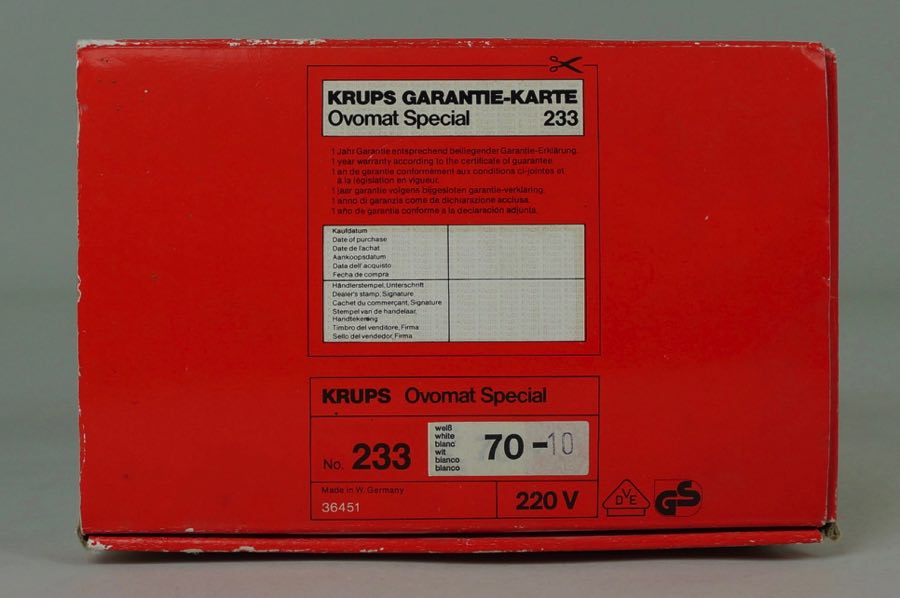 KRUPS GARANTIE-KARTE
Ovomat Special 233
1 Jahr Garantie entsprechend beiliegender Garantie-Erklärung.
1 year warranty according to the certificate of guarantee.
1 an de garantie conformément aux conditions ci-jointes et
à la législation en vigueur.
1 jaar garantie volgens bijgesloten garantie-verklaring.
1 anno di garanzia come da dichiarazione acclusa.
1 año de garantía conforme a la declaración adjunta.
Kaufdatum
Date of purchase
Date de l'achat
Aankoopsdatum
Data dell'acquisto
Fecha de compra
Händlerstempel, Unterschrift
Dealer's stamp, Signature
Cachet du commerçant, Signature
Stempel van de handelaar,
Handtekening
Timbro del venditore, Firma
Sello del vendedor, Firma
KRUPS Ovomat Special
No. 233
weiß
white
blanc
wit
bianco
blanco
70-10
Made in W. Germany
36451
220 V
VDE
GS